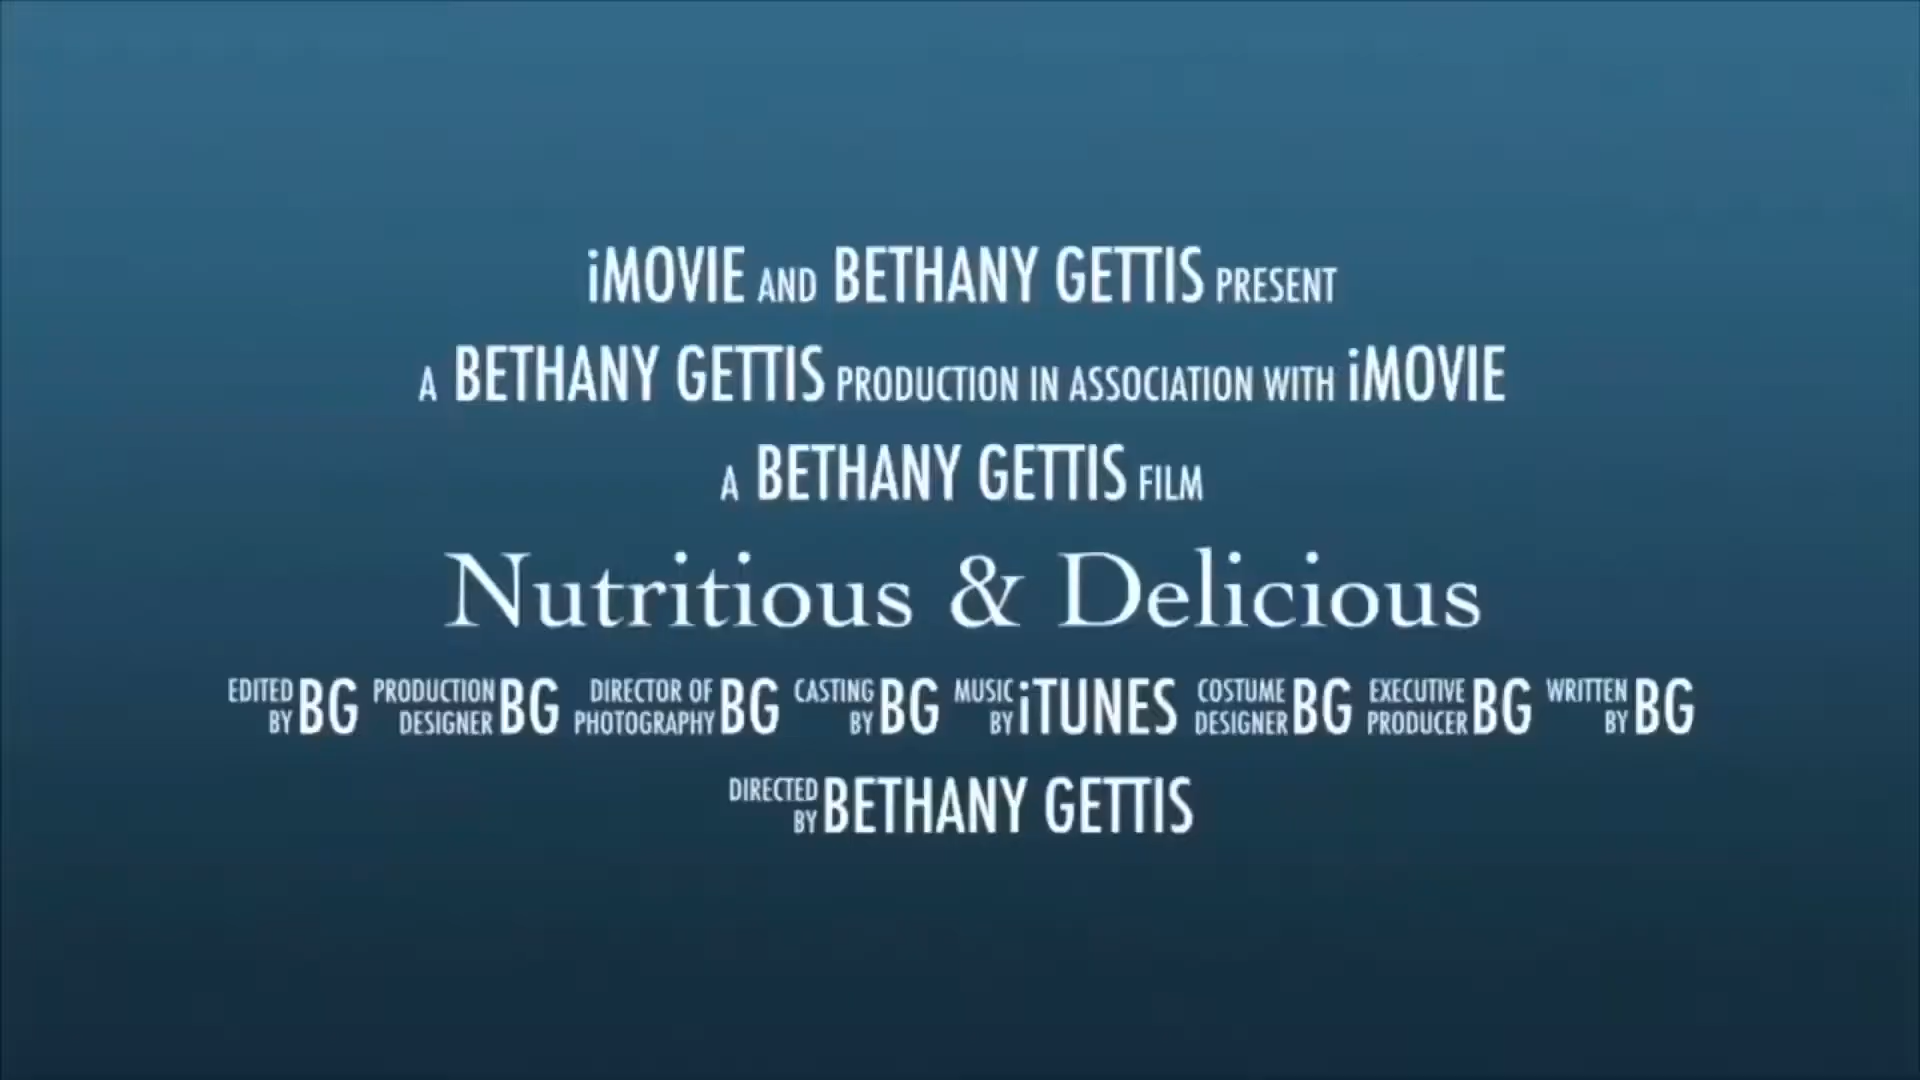 iMOVIE AND BETHANY GETTIS PRESENT
A BETHANY GETTIS PRODUCTION IN ASSOCIATION WITH iMOVIE
A BETHANY GETTIS FILM
Nutritious & Delicious
EDITED BY BG PRODUCTION DESIGNER BG DIRECTOR OF PHOTOGRAPHY BG CASTING BY BG MUSIC BY iTUNES COSTUME DESIGNER BG EXECUTIVE PRODUCER BG WRITTEN BY BG
DIRECTED BY BETHANY GETTIS